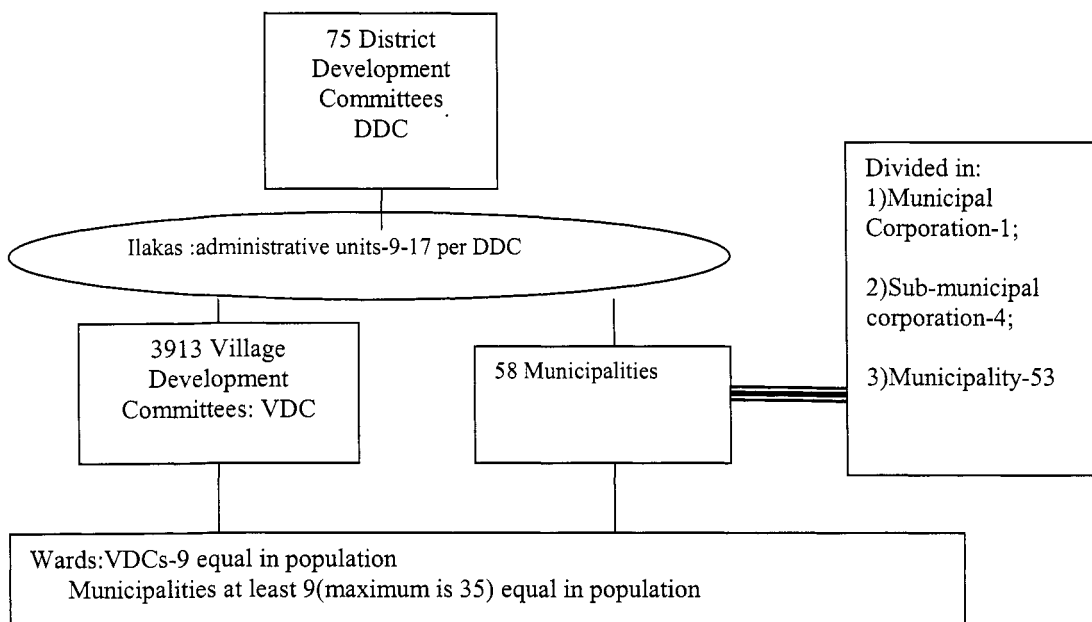 75 District
Development
Committees
DDC
Ilakas :administrative units-9-17 per DDC
3913 Village
Development
Committees: VDC
58 Municipalities
Divided in:
1)Municipal
Corporation-1;
2)Sub-municipal
corporation-4;
3)Municipality-53
Wards:VDCs-9 equal in population
Municipalities at least 9(maximum is 35) equal in population